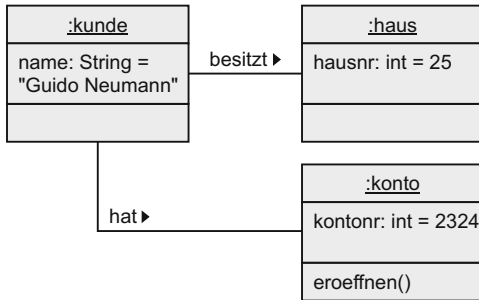 :kunde
name: String =
"Guido Neumann"
besitzt
:haus
hausnr: int = 25
hat
:konto
kontonr: int = 2324
eroeffnen()